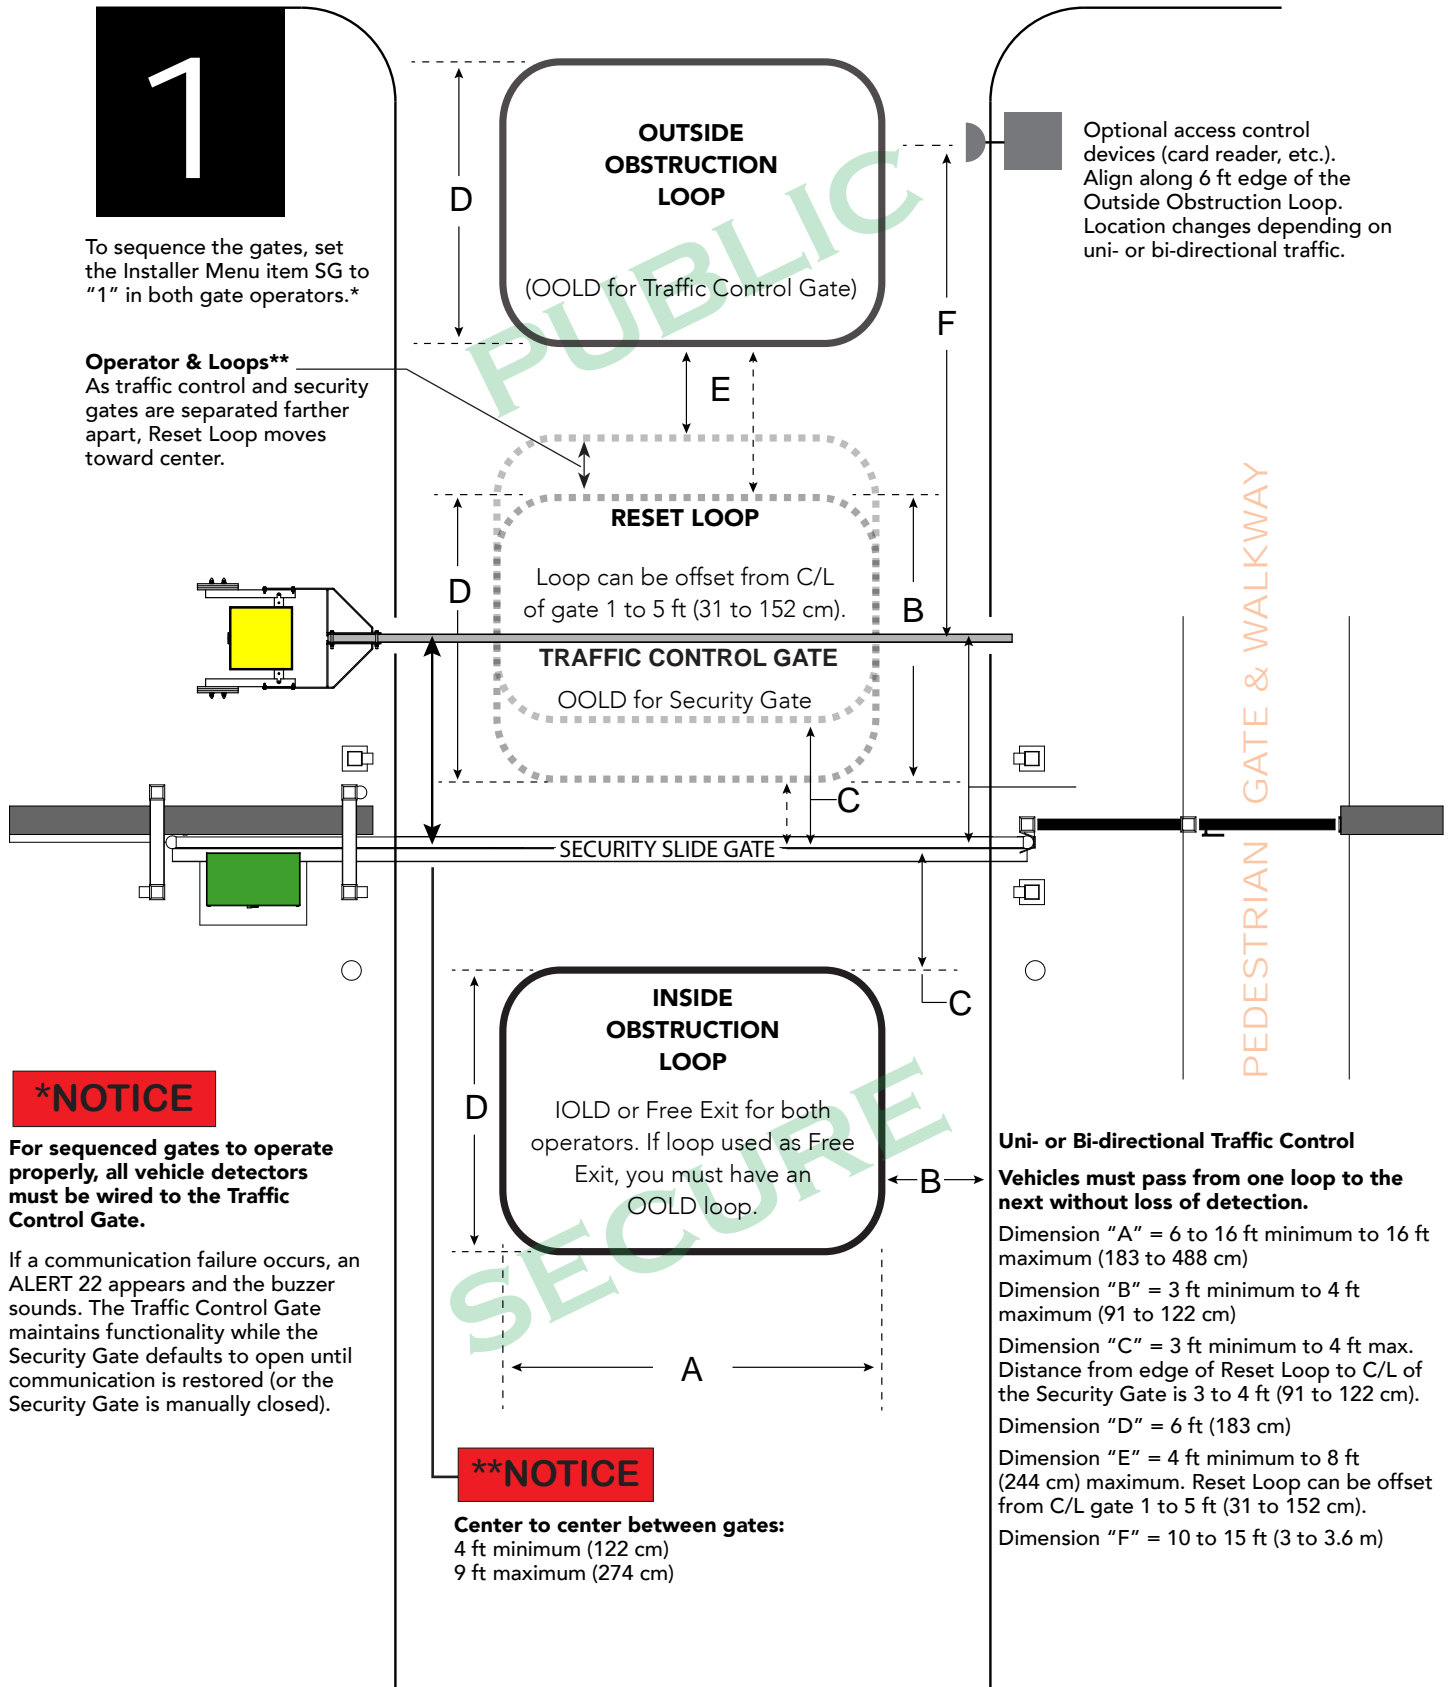 1
To sequence the gates, set
the Installer Menu item SG to
“1” in both gate operators.*
Operator & Loops**
As traffic control and security
gates are separated farther
apart, Reset Loop moves
toward center.
D
OUTSIDE
OBSTRUCTION
LOOP
(OOLD for Traffic Control Gate)
PUBLIC
Optional access control
devices (card reader, etc.).
Align along 6 ft edge of the
Outside Obstruction Loop.
Location changes depending on
uni- or bi-directional traffic.
F
E
RESET LOOP
Loop can be offset from C/L
of gate 1 to 5 ft (31 to 152 cm).
D
B
TRAFFIC CONTROL GATE
OOLD for Security Gate
C
SECURITY SLIDE GATE
PEDESTRIAN GATE & WALKWAY
C
INSIDE
OBSTRUCTION
LOOP
D
IOLD or Free Exit for both
operators. If loop used as Free
Exit, you must have an
OOLD loop.
B
SECURE
A
*NOTICE
For sequenced gates to operate
properly, all vehicle detectors
must be wired to the Traffic
Control Gate.
If a communication failure occurs, an
ALERT 22 appears and the buzzer
sounds. The Traffic Control Gate
maintains functionality while the
Security Gate defaults to open until
communication is restored (or the
Security Gate is manually closed).
**NOTICE
Center to center between gates:
4 ft minimum (122 cm)
9 ft maximum (274 cm)
Uni- or Bi-directional Traffic Control
Vehicles must pass from one loop to the
next without loss of detection.
Dimension “A” = 6 to 16 ft minimum to 16 ft
maximum (183 to 488 cm)
Dimension “B” = 3 ft minimum to 4 ft
maximum (91 to 122 cm)
Dimension “C” = 3 ft minimum to 4 ft max.
Distance from edge of Reset Loop to C/L of
the Security Gate is 3 to 4 ft (91 to 122 cm).
Dimension “D” = 6 ft (183 cm)
Dimension “E” = 4 ft minimum to 8 ft
(244 cm) maximum. Reset Loop can be offset
from C/L gate 1 to 5 ft (31 to 152 cm).
Dimension “F” = 10 to 15 ft (3 to 3.6 m)